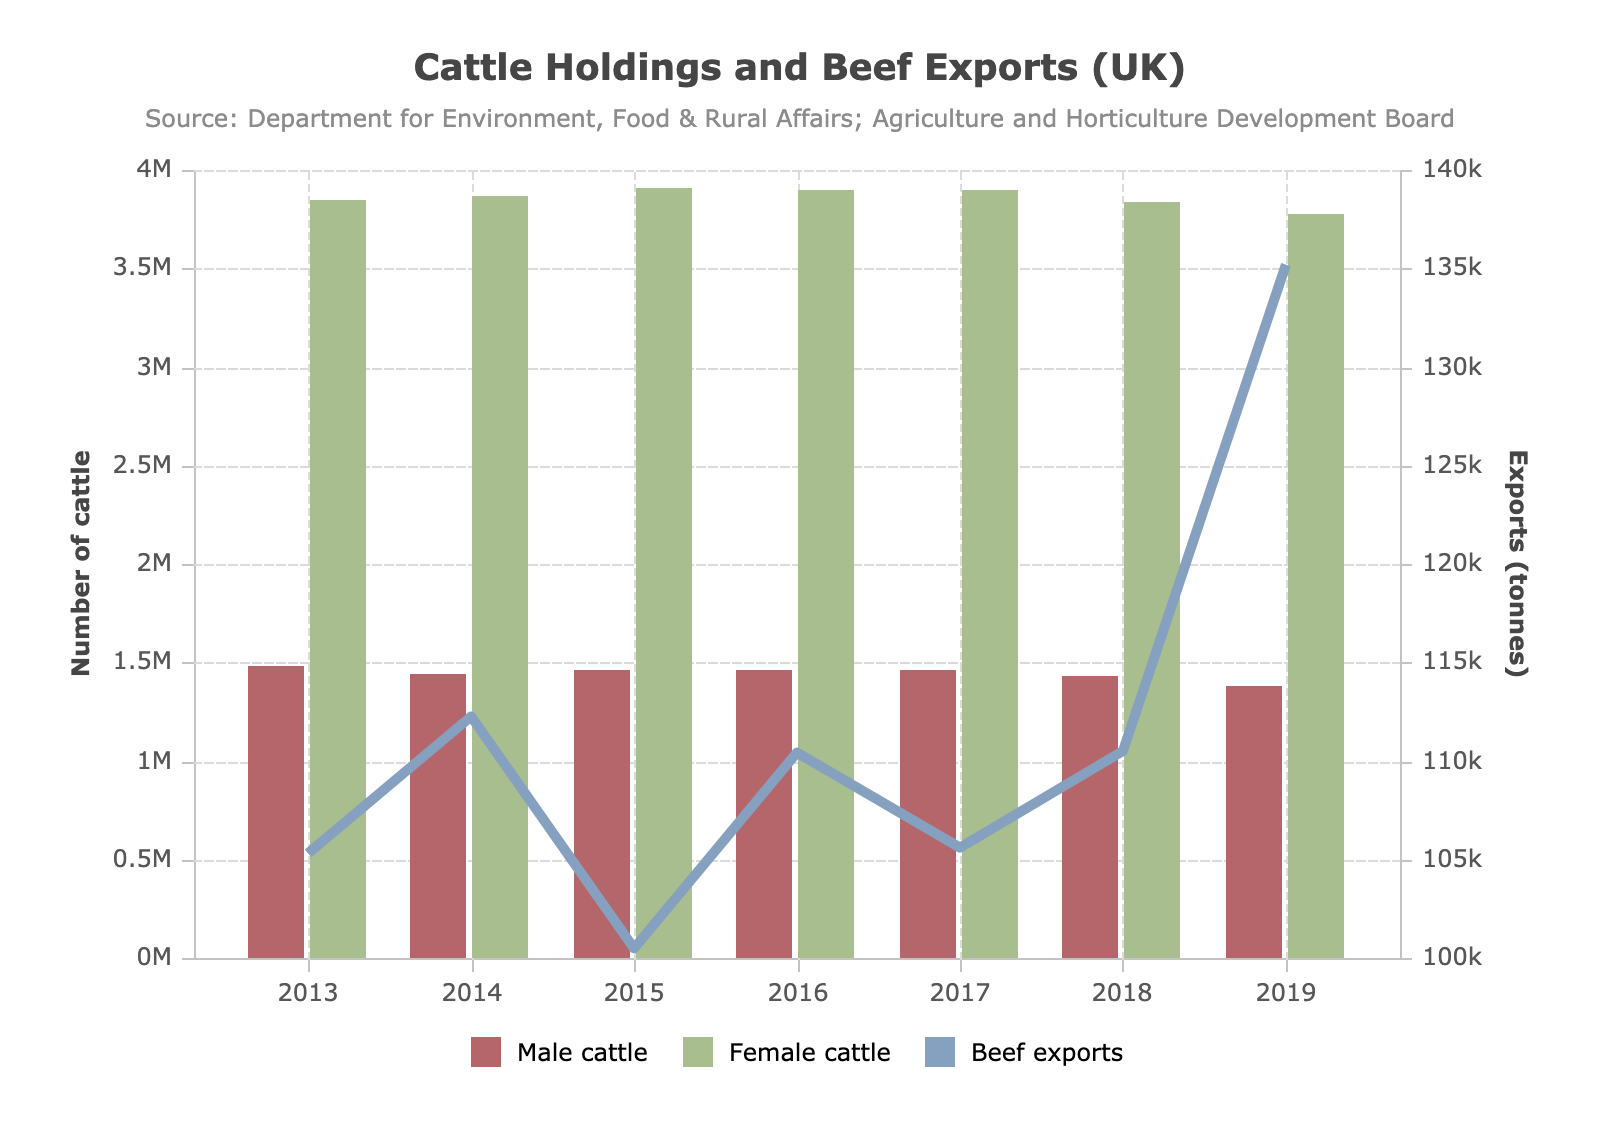 Cattle Holdings and Beef Exports (UK)
Source: Department for Environment, Food & Rural Affairs; Agriculture and Horticulture Development Board
4M
3.5M
3M
2.5M
2M
1.5M
1M
0.5M
0M
Number of cattle
140k
135k
130k
125k
120k
115k
110k
105k
100k
Exports (tonnes)
2013 2014 2015 2016 2017 2018 2019
Male cattle Female cattle Beef exports